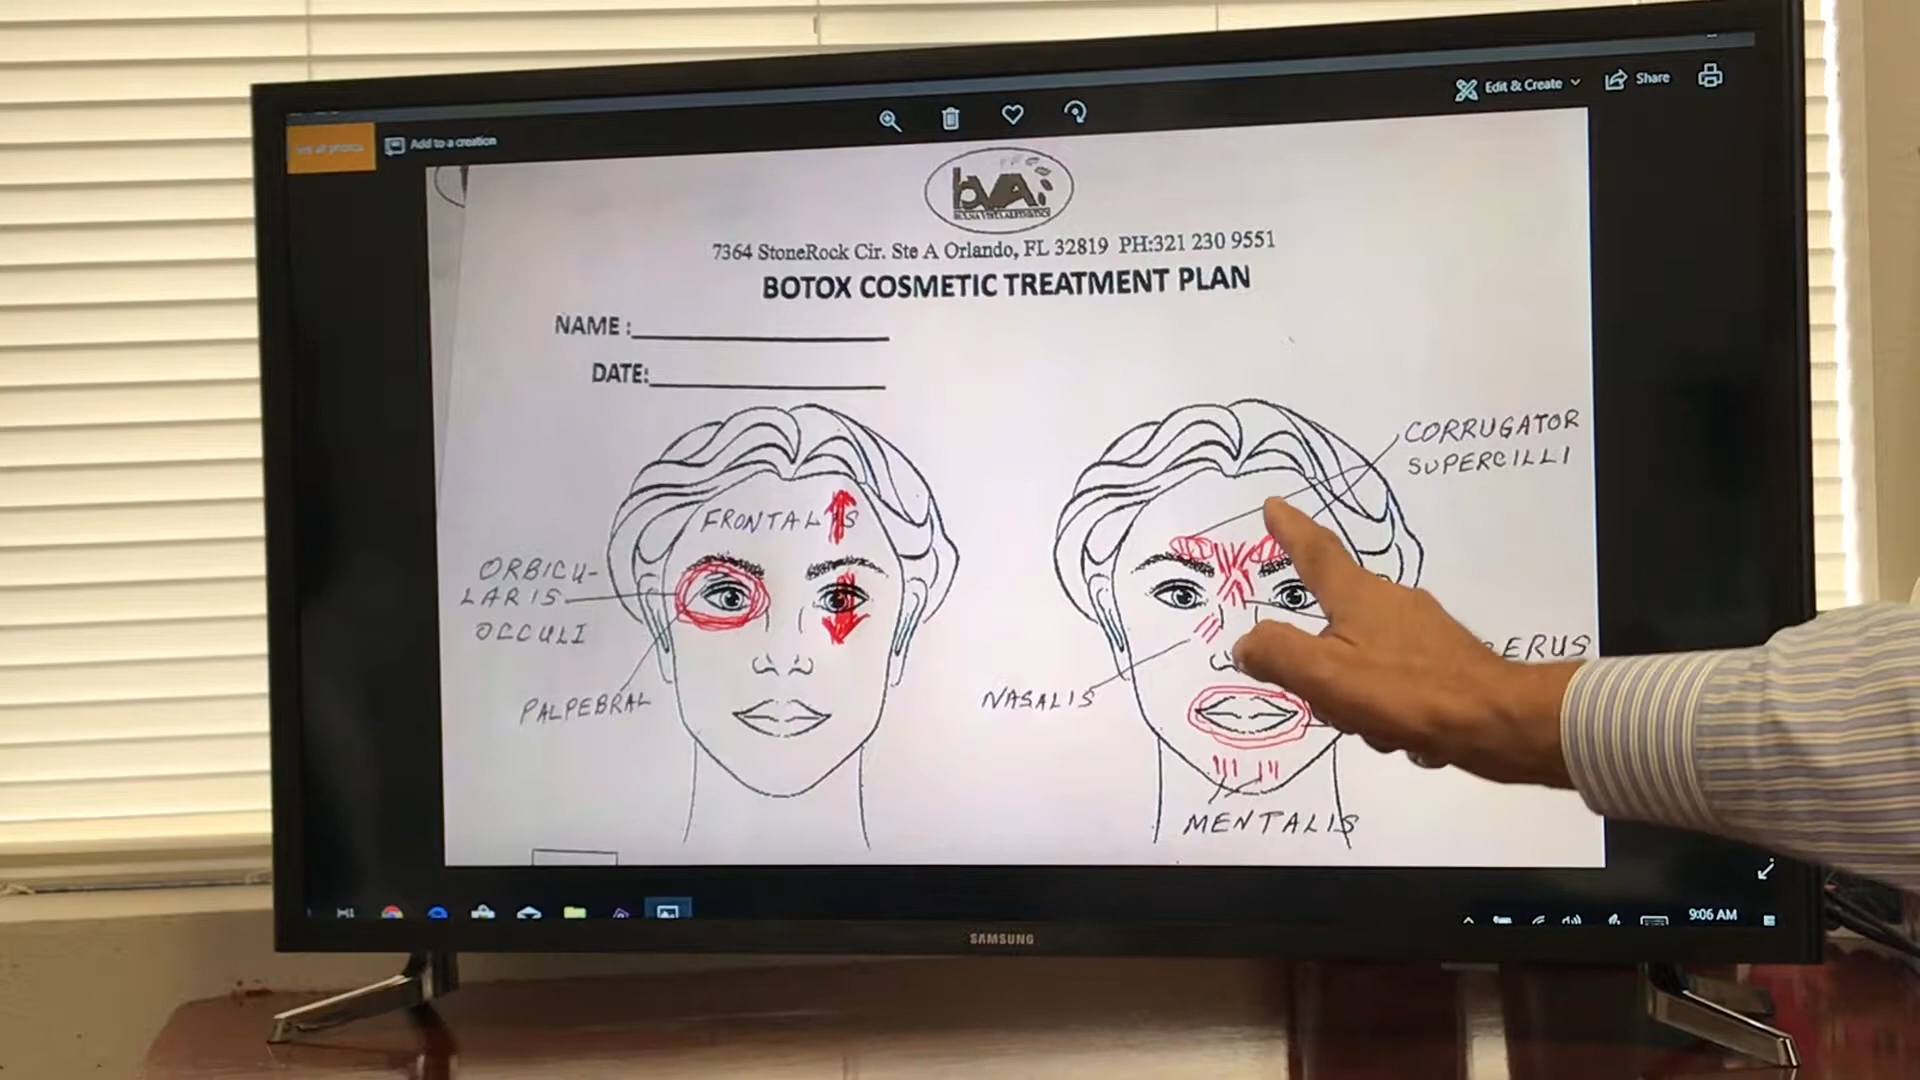 Add to a creation
Edit & Create
Share
bVA
7364 StoneRock Cir. Ste A Orlando, FL 32819 PH:321 230 9551
BOTOX COSMETIC TREATMENT PLAN
NAME :
DATE:
CORRUGATOR
SUPERCILLI
FRONTALIS
ORBICU-
LARIS
OCCULI
PALPEBRAL
NASALIS
ERUS
MENTALIS
9:06 AM
SAMSUNG